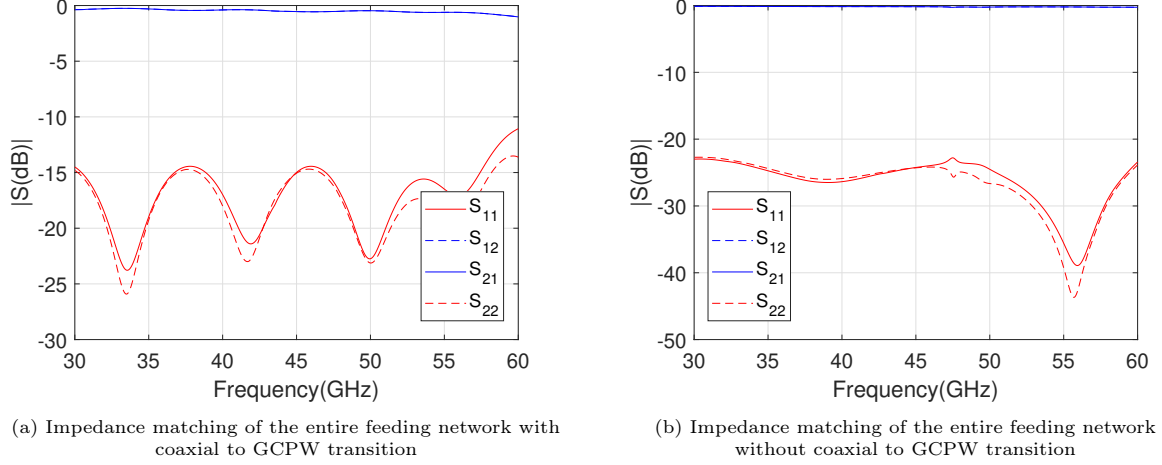 0
-5
-10
-15
-20
-25
-30
|S(dB)|
30 35 40 45 50 55 60
Frequency(GHz)
S11
S12
S21
S22
(a) Impedance matching of the entire feeding network with
coaxial to GCPW transition
0
-10
-20
-30
-40
-50
|S(dB)|
30 35 40 45 50 55 60
Frequency(GHz)
S11
S12
S21
S22
(b) Impedance matching of the entire feeding network
without coaxial to GCPW transition